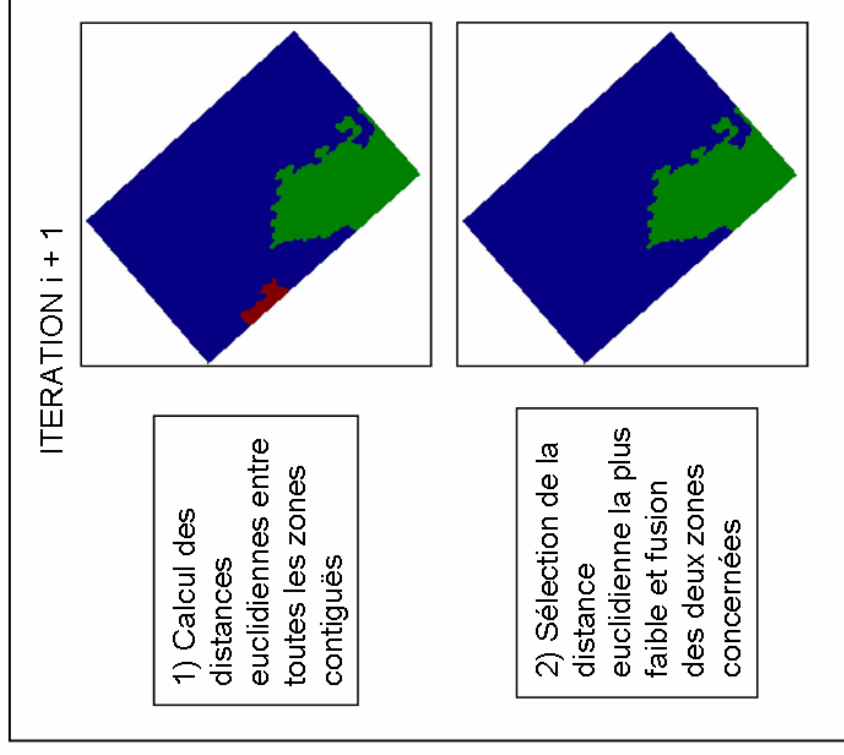 ITERATION i + 1
1) Calcul des
distances
euclidiennes entre
toutes les zones
contiguës
2) Sélection de la
distance
euclidienne la plus
faible et fusion
des deux zones
concernées